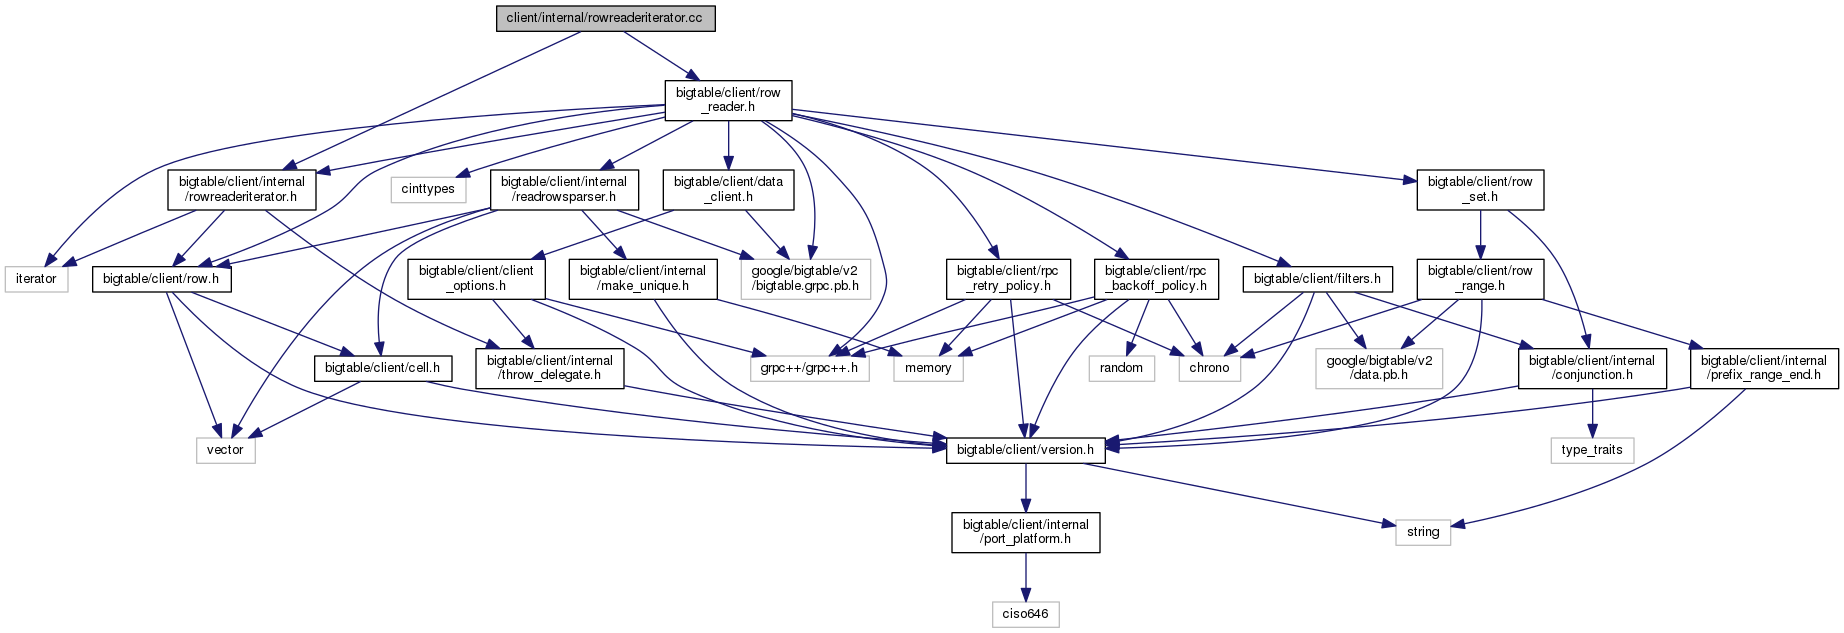 client/internal/rowreaderiterator.cc
bigtable/client/row
_reader.h
bigtable/client/internal
/rowreaderiterator.h
cinttypes
bigtable/client/internal
/readrowsparser.h
bigtable/client/data
_client.h
bigtable/client/row
_set.h
iterator
bigtable/client/row.h
bigtable/client/client
_options.h
bigtable/client/internal
/make_unique.h
google/bigtable/v2
/bigtable.grpc.pb.h
bigtable/client/rpc
_retry_policy.h
bigtable/client/rpc
_backoff_policy.h
bigtable/client/filters.h
bigtable/client/row
_range.h
bigtable/client/cell.h
bigtable/client/internal
/throw_delegate.h
grpc++/grpc++.h
memory
random
chrono
google/bigtable/v2
/data.pb.h
bigtable/client/internal
/conjunction.h
bigtable/client/internal
/prefix_range_end.h
vector
bigtable/client/version.h
type_traits
bigtable/client/internal
/port_platform.h
string
ciso646